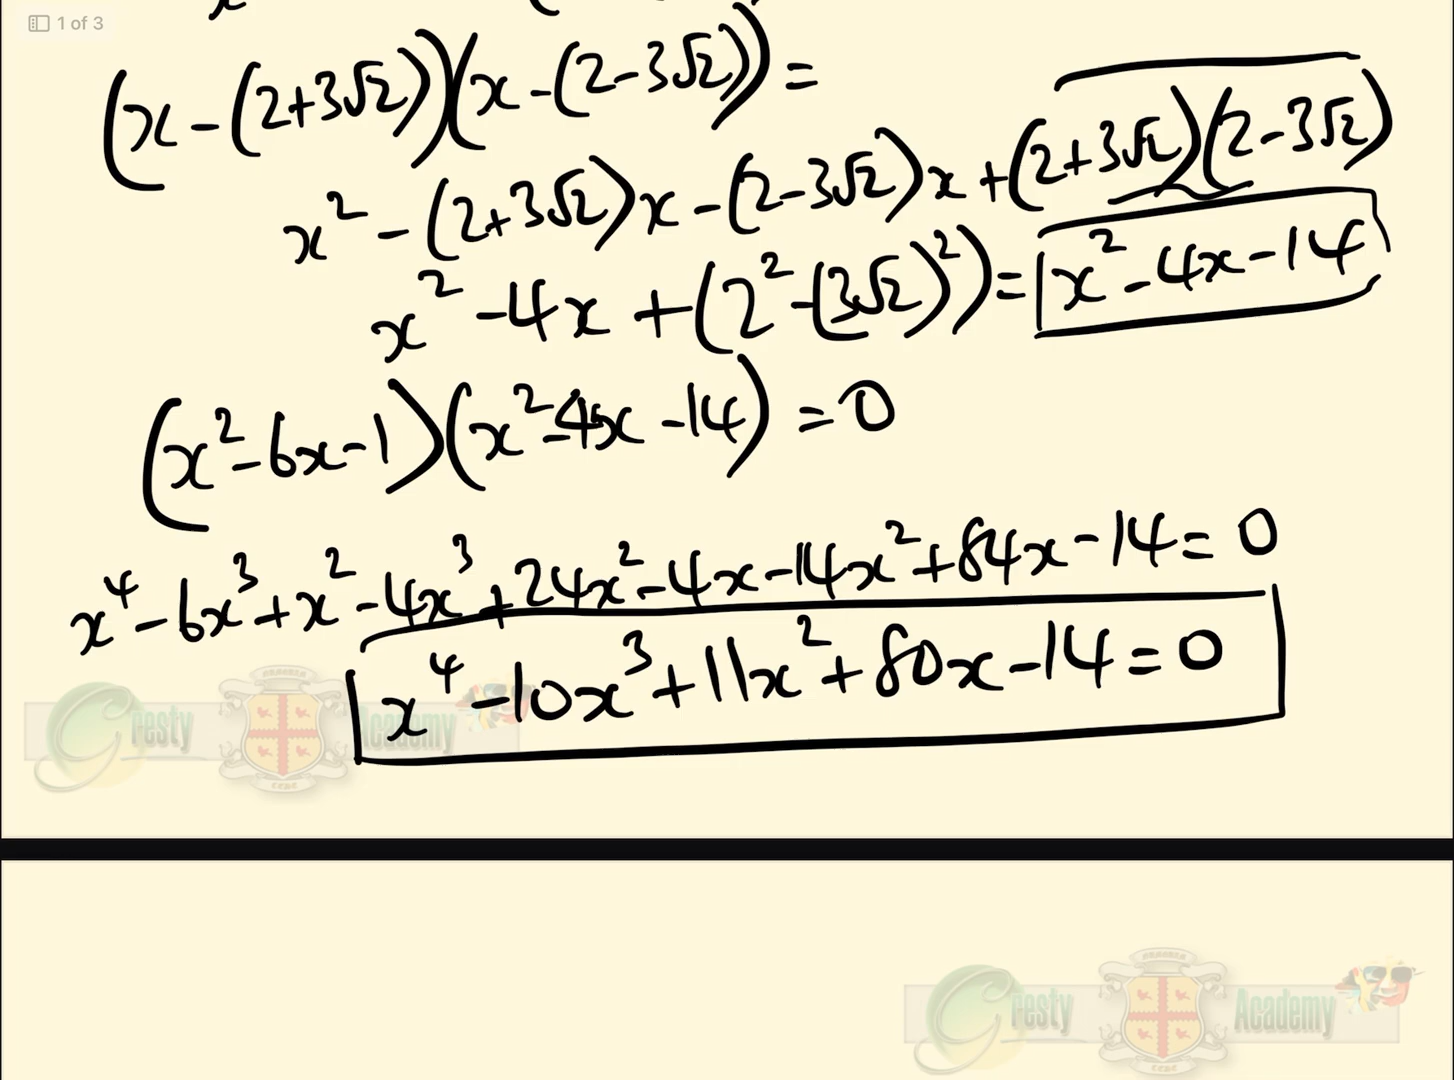 1 of 3
(x-(2+3√2))(x-(2-3√2))=
x²-(2+3√2)x-(2-3√2)x+(2+3√2)(2-3√2)
x²-4x+(2²-(3√2)²)=x²-4x-14
(x²-6x-1)(x²-4x-14)=0
x⁴-6x³+x²-4x³+24x²-4x-14x²+84x-14=0
x⁴-10x³+11x²+80x-14=0
Gresty Academy
Gresty Academy